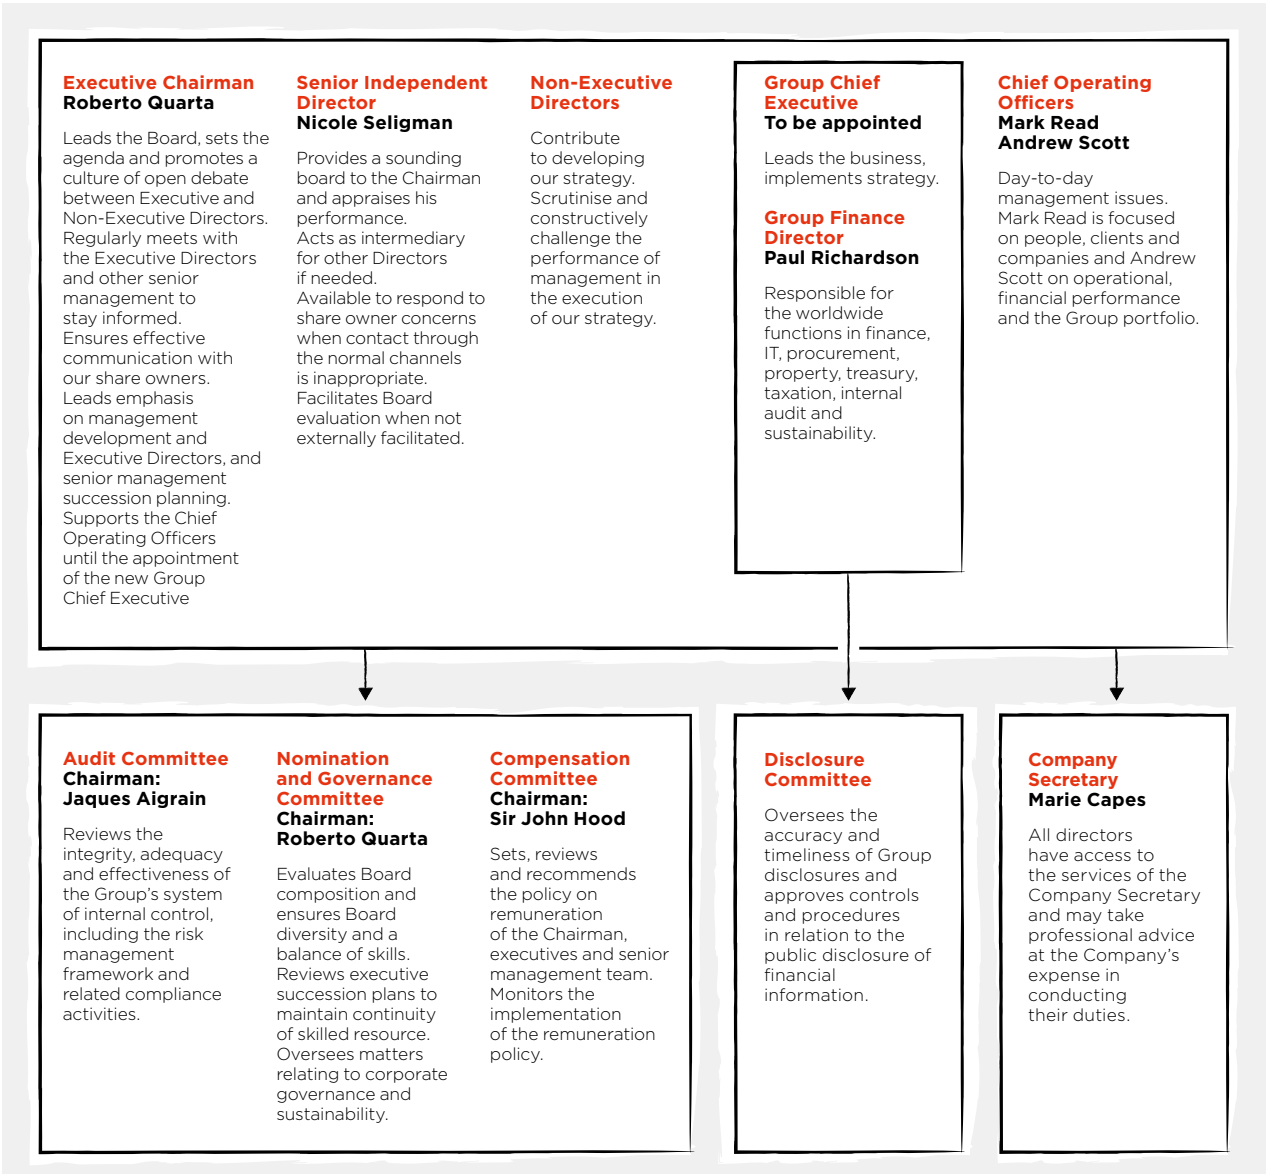 Executive Chairman
Roberto Quarta
Leads the Board, sets the
agenda and promotes a
culture of open debate
between Executive and
Non-Executive Directors.
Regularly meets with
the Executive Directors
and other senior
management to
stay informed.
Ensures effective
communication with
our share owners.
Leads emphasis
on management
development and
Executive Directors, and
senior management
succession planning.
Supports the Chief
Operating Officers
until the appointment
of the new Group
Chief Executive
Senior Independent
Director
Nicole Seligman
Provides a sounding
board to the Chairman
and appraises his
performance.
Acts as intermediary
for other Directors
if needed.
Available to respond to
share owner concerns
when contact through
the normal channels
is inappropriate.
Facilitates Board
evaluation when not
externally facilitated.
Non-Executive
Directors
Contribute
to developing
our strategy.
Scrutinise and
constructively
challenge the
performance of
management in
the execution
of our strategy.
Group Chief
Executive
To be appointed
Leads the business,
implements strategy.
Group Finance
Director
Paul Richardson
Responsible for
the worldwide
functions in finance,
IT, procurement,
property, treasury,
taxation, internal
audit and
sustainability.
Chief Operating
Officers
Mark Read
Andrew Scott
Day-to-day
management issues.
Mark Read is focused
on people, clients and
companies and Andrew
Scott on operational,
financial performance
and the Group portfolio.
Audit Committee
Chairman:
Jaques Aigrain
Reviews the
integrity, adequacy
and effectiveness of
the Group's system
of internal control,
including the risk
management
framework and
related compliance
activities.
Nomination
and Governance
Committee
Chairman:
Roberto Quarta
Evaluates Board
composition and
ensures Board
diversity and a
balance of skills.
Reviews executive
succession plans to
maintain continuity
of skilled resource.
Oversees matters
relating to corporate
governance and
sustainability.
Compensation
Committee
Chairman:
Sir John Hood
Sets, reviews
and recommends
the policy on
remuneration
of the Chairman,
executives and senior
management team.
Monitors the
implementation
of the remuneration
policy.
Disclosure
Committee
Oversees the
accuracy and
timeliness of Group
disclosures and
approves controls
and procedures
in relation to the
public disclosure of
financial
information.
Company
Secretary
Marie Capes
All directors
have access to
the services of the
Company Secretary
and may take
professional advice
at the Company's
expense in
conducting
their duties.